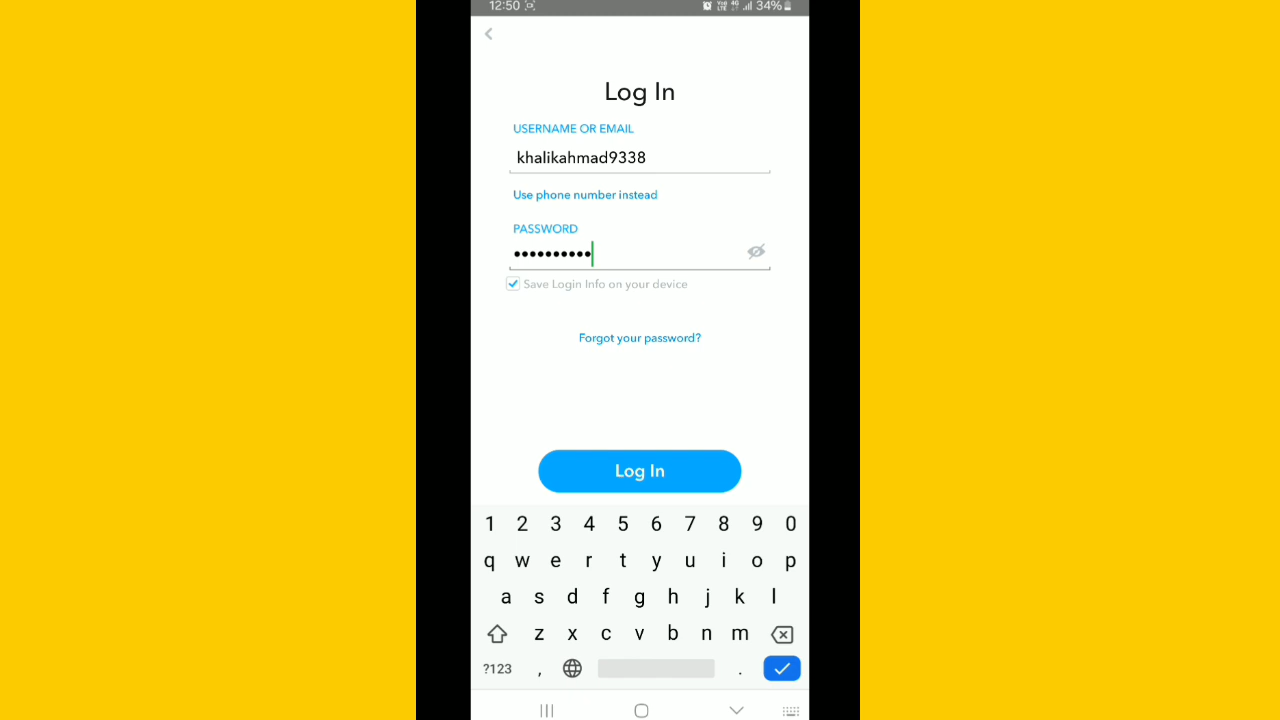 12:50 34%
Log In
USERNAME OR EMAIL
khalikahmad9338
Use phone number instead
PASSWORD
••••••••••
Save Login Info on your device
Forgot your password?
Log In
1 2 3 4 5 6 7 8 9 0
q w e r t y u i o p
a s d f g h j k l
z x c v b n m
?123 , .